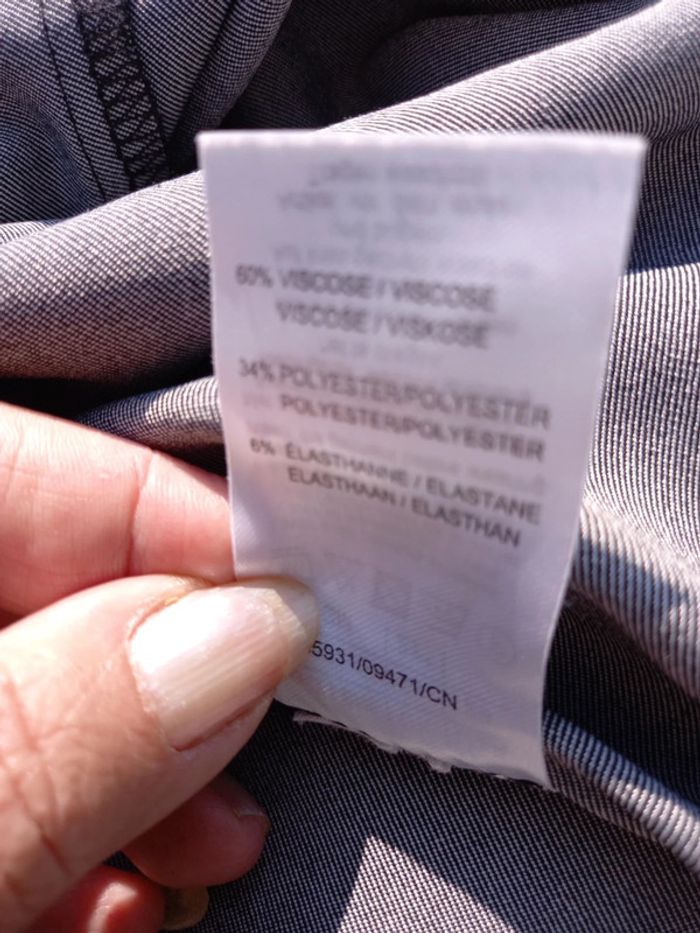 60% VISCOSE / VISCOSE
VISCOSE / VISKOSE
34% POLYESTER/POLYESTER
POLYESTER/POLYESTER
6% ÉLASTHANNE / ELASTANE
ELASTHAAN / ELASTHAN
5931/09471/CN